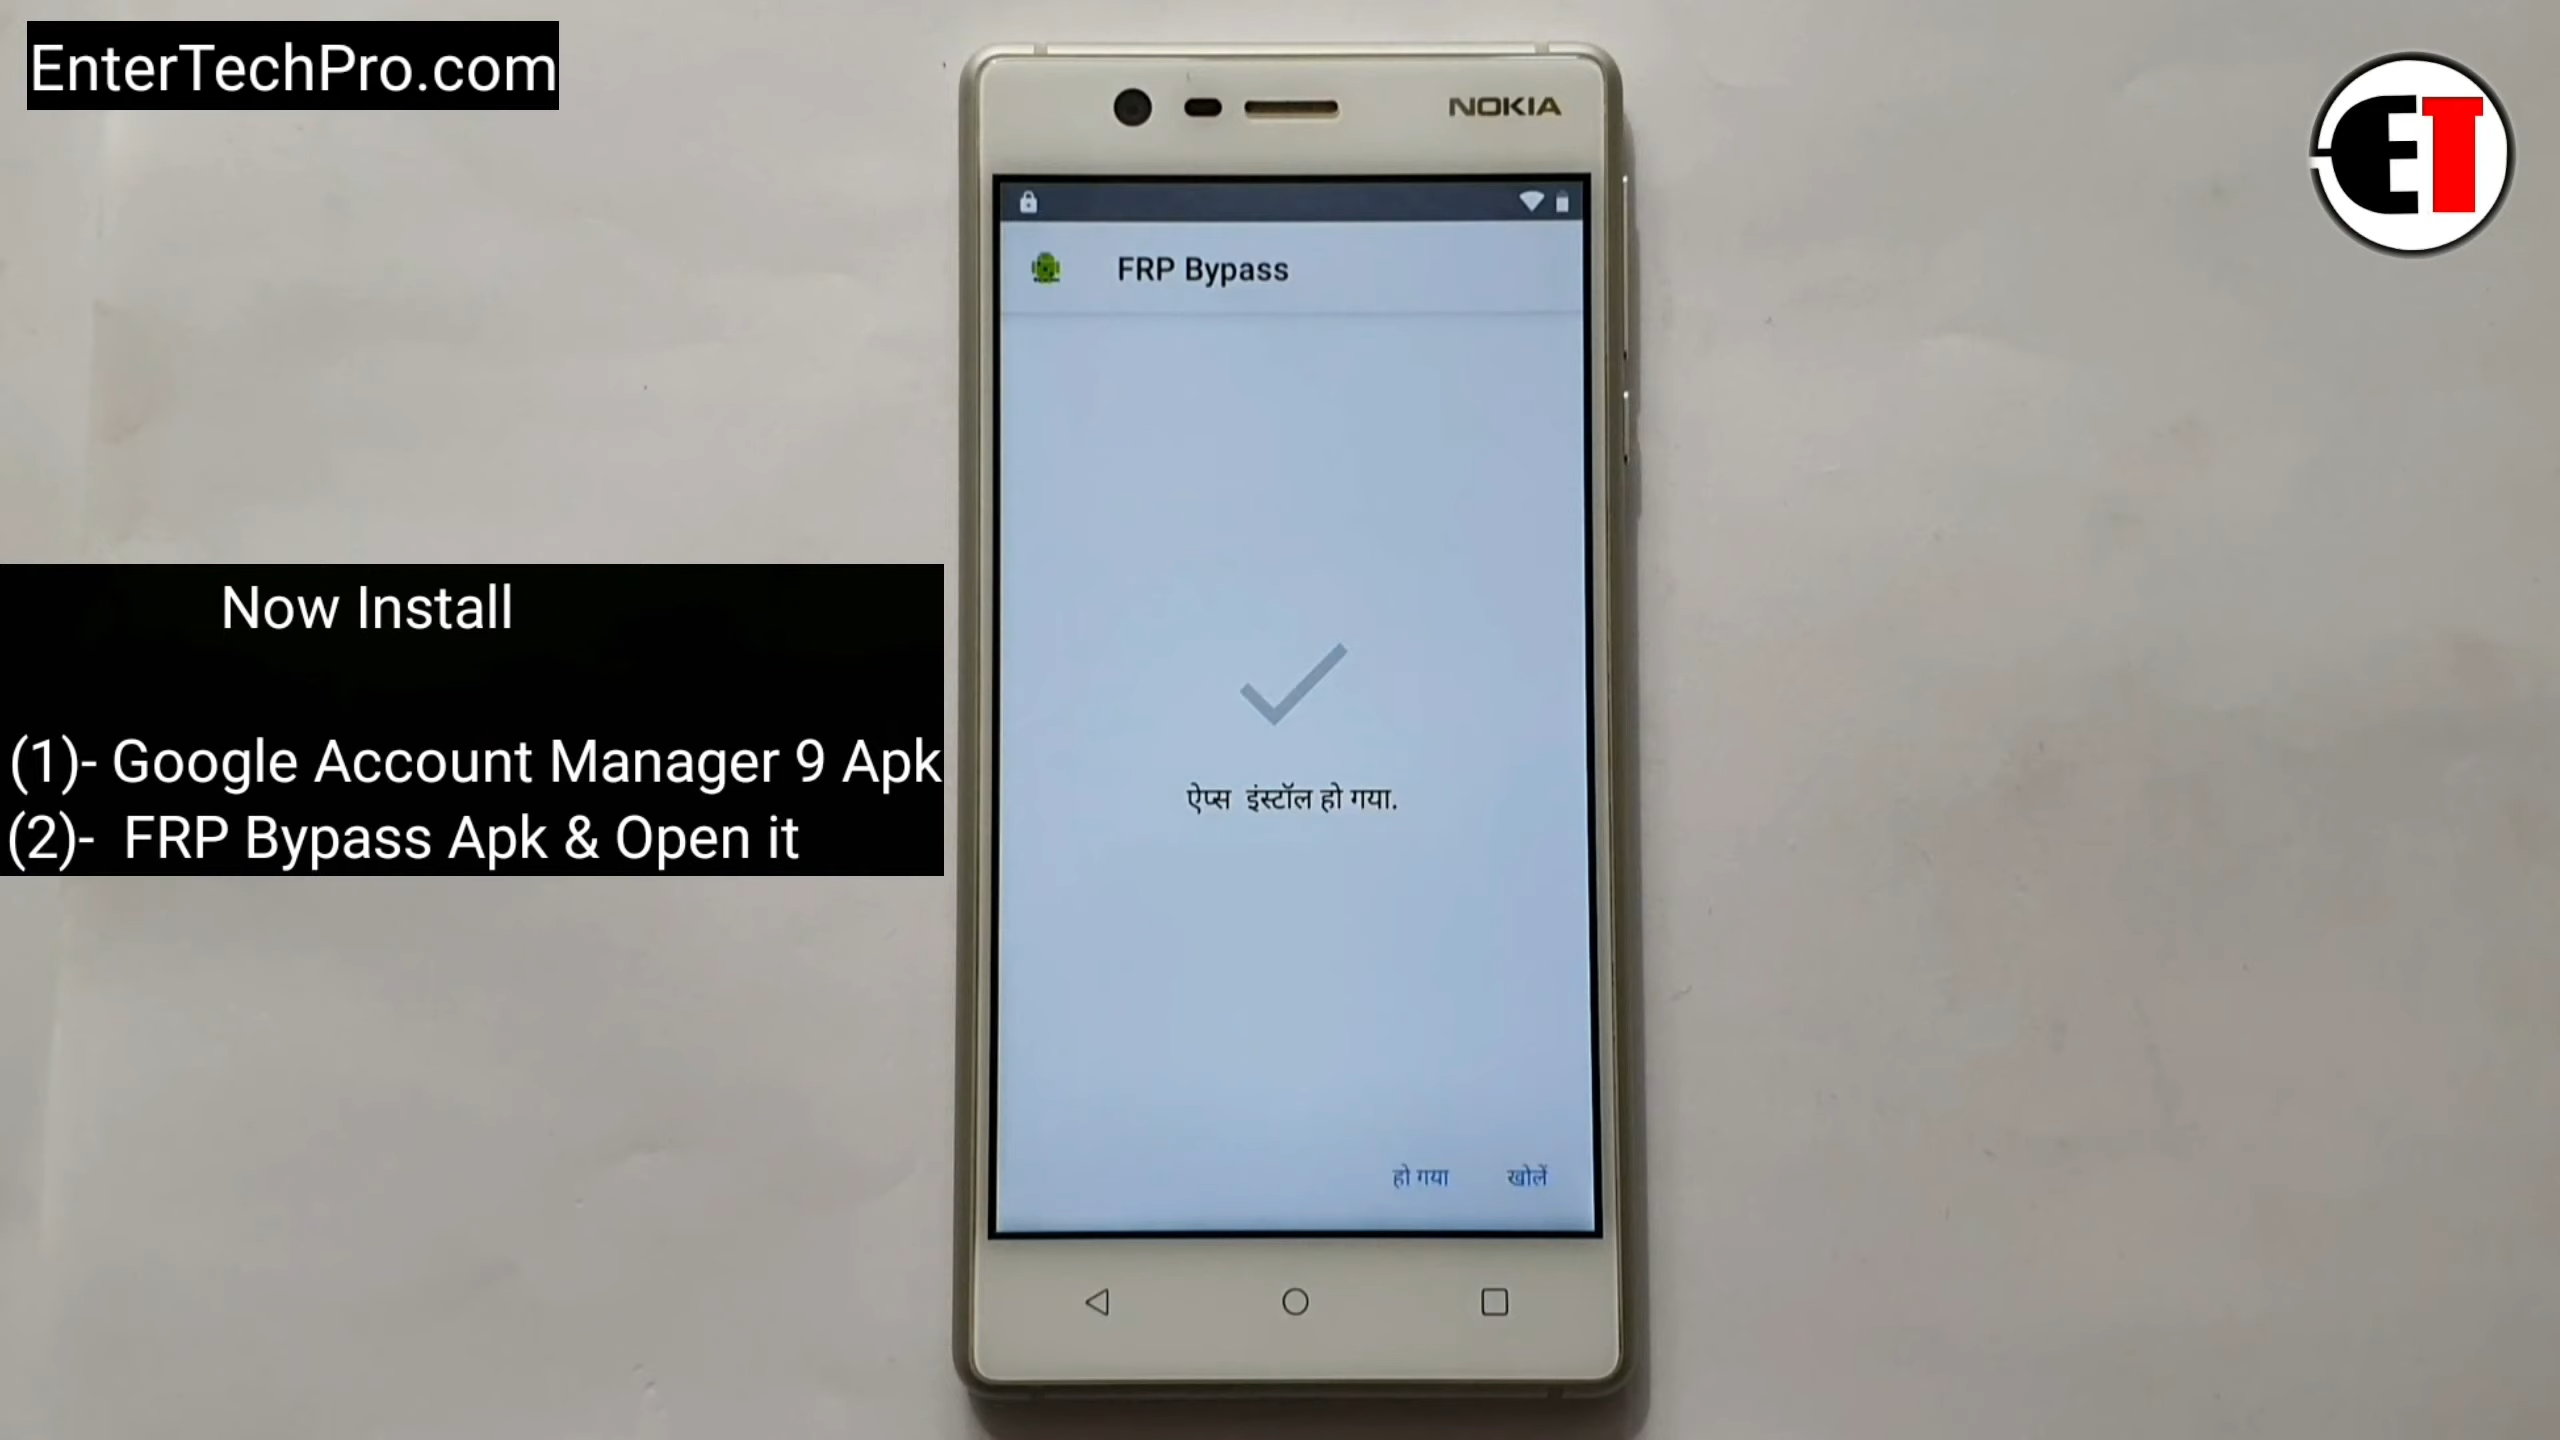 EnterTechPro.com
ET
NOKIA
FRP Bypass
Now Install
(1)- Google Account Manager 9 Apk
(2)- FRP Bypass Apk & Open it
ऐप्स इंस्टॉल हो गया.
हो गया खोलें